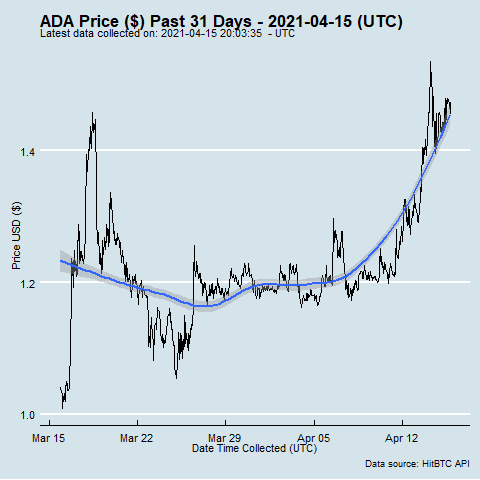 ADA Price ($) Past 31 Days - 2021-04-15 (UTC)
Latest data collected on: 2021-04-15 20:03:35 - UTC
1.4
1.2
1.0
Price USD ($)
Mar 15 Mar 22 Mar 29 Apr 05 Apr 12
Date Time Collected (UTC)
Data source: HitBTC API